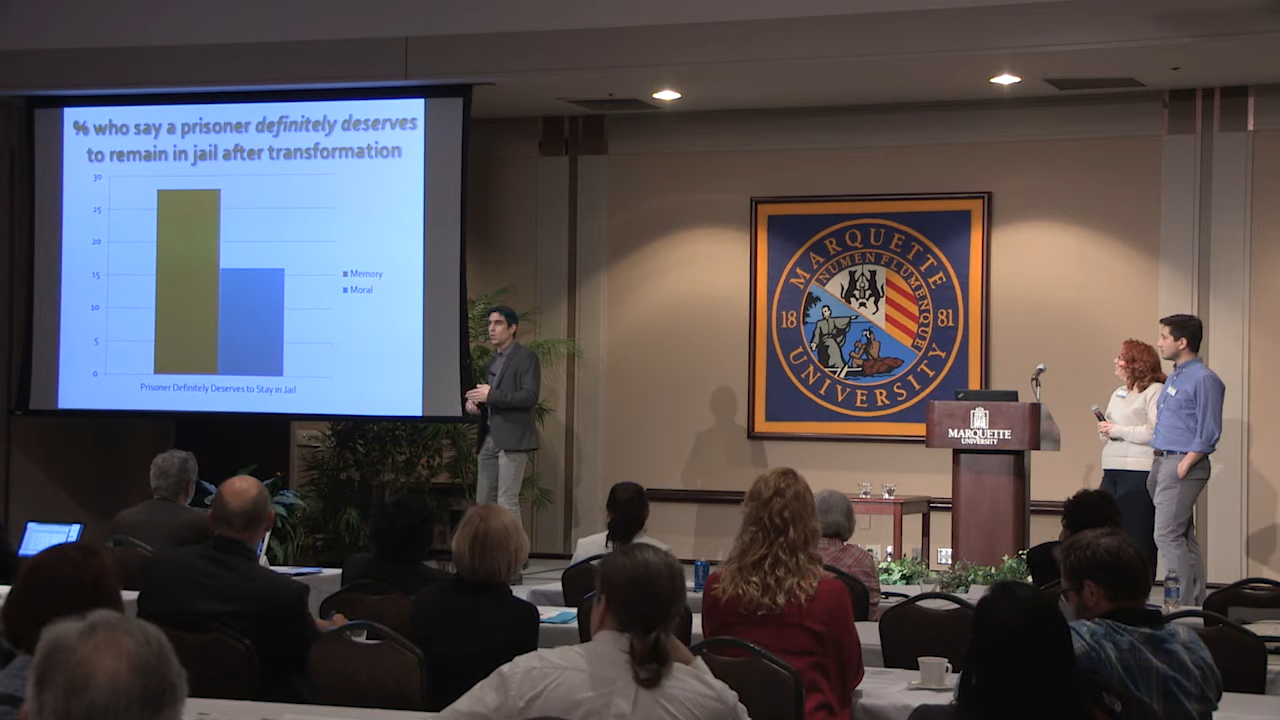 % who say a prisoner definitely deserves
to remain in jail after transformation
30
25
20
15
10
5
0
Memory
Moral
Prisoner Definitely Deserves to Stay in Jail
MARQUETTE
NUMEN FLUMENQUE
18 81
UNIVERSITY
MARQUETTE
UNIVERSITY